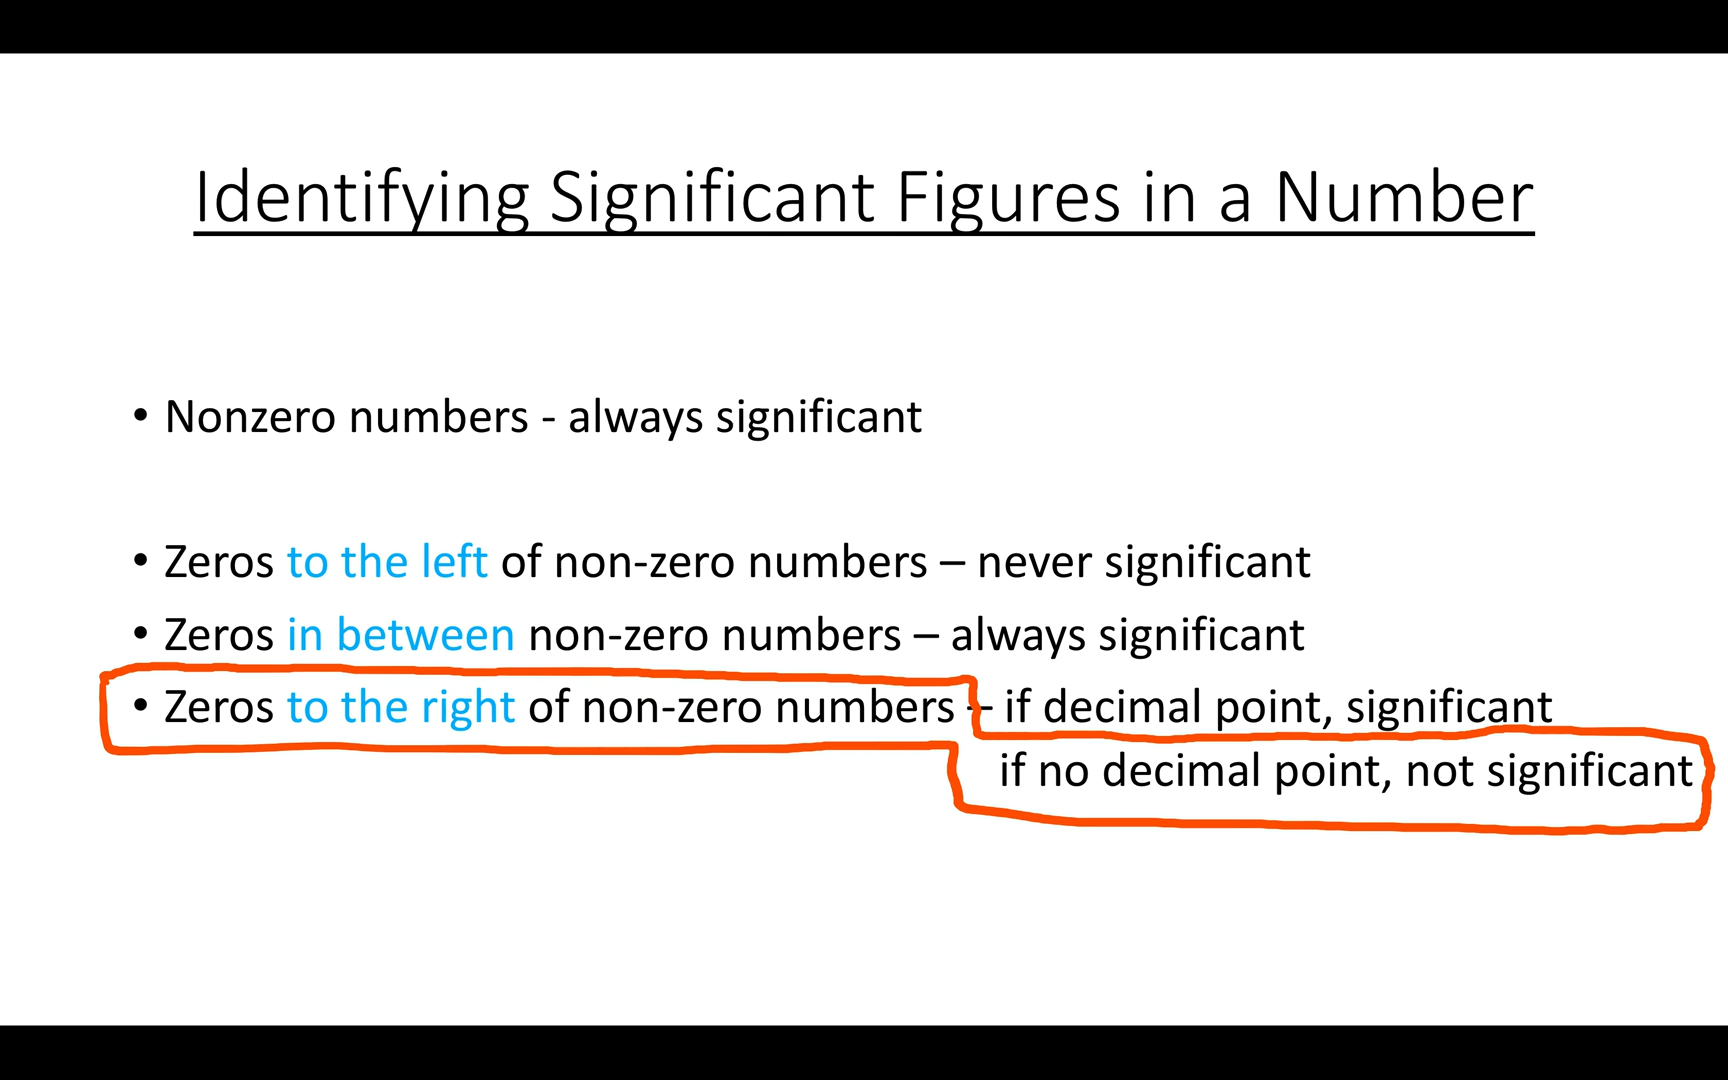 Identifying Significant Figures in a Number
• Nonzero numbers - always significant
• Zeros to the left of non-zero numbers – never significant
• Zeros in between non-zero numbers – always significant
• Zeros to the right of non-zero numbers – if decimal point, significant
if no decimal point, not significant